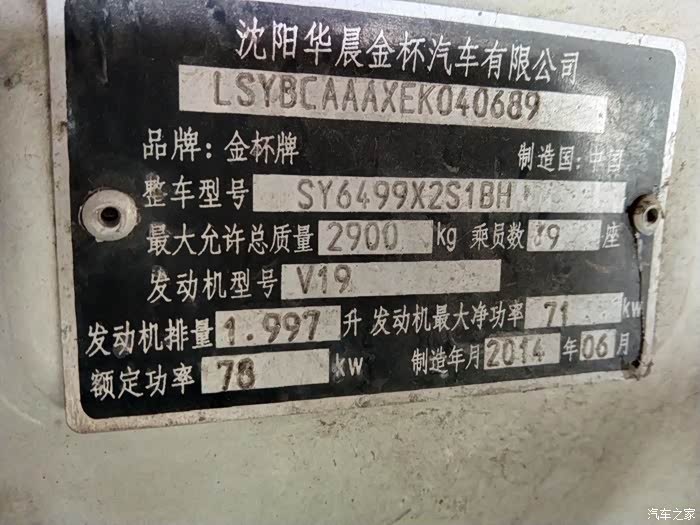 沈阳华晨金杯汽车有限公司
LSYBCAAAXEK040689
品牌：金杯牌 制造国：中国
整车型号 SY6499X2S1BH
最大允许总质量 2900 kg 乘员数 89 座
发动机型号 V19
发动机排量 1.997 升 发动机最大净功率 71 kw
额定功率 78 kw 制造年月 2014 年 06 月
汽车之家